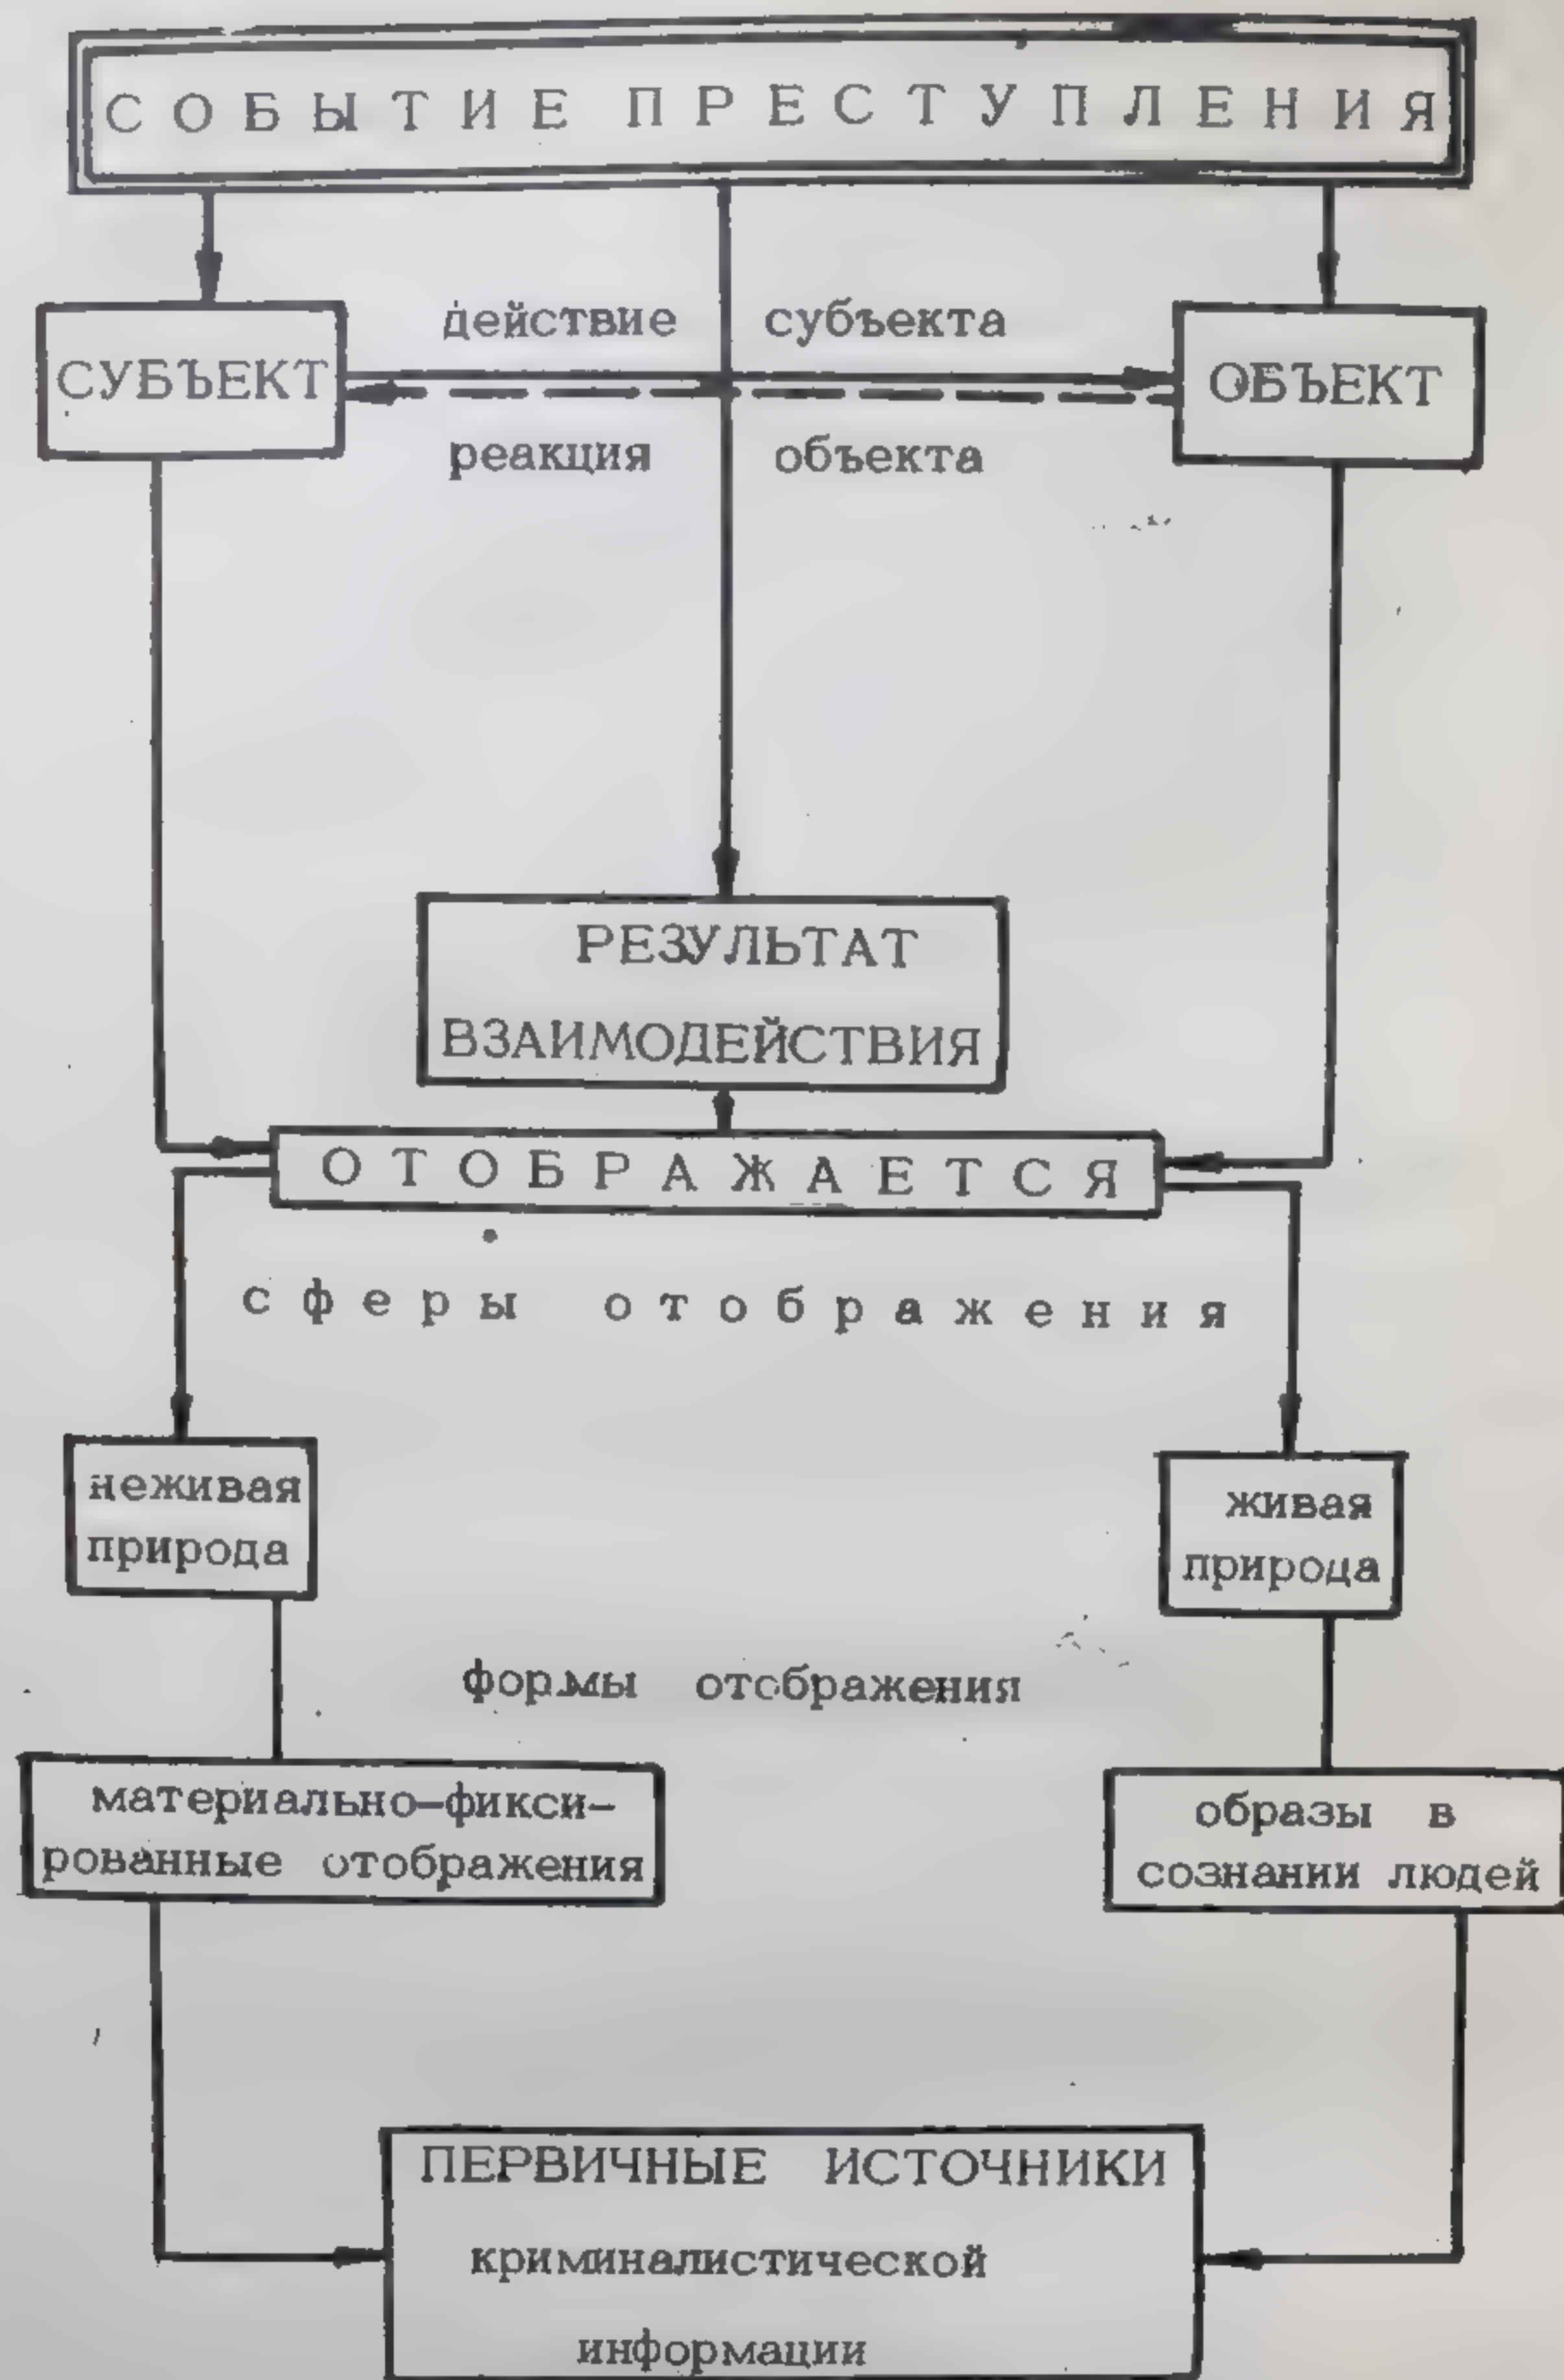 СОБЫТИЕ ПРЕСТУПЛЕНИЯ
действие субъекта
СУБЪЕКТ
ОБЪЕКТ
реакция объекта
РЕЗУЛЬТАТ
ВЗАИМОДЕЙСТВИЯ
ОТОБРАЖАЕТСЯ
сферы отображения
неживая
природа
живая
природа
формы отображения
материально-фикси-
рованные отображения
образы в
сознании людей
ПЕРВИЧНЫЕ ИСТОЧНИКИ
криминалистической
информации